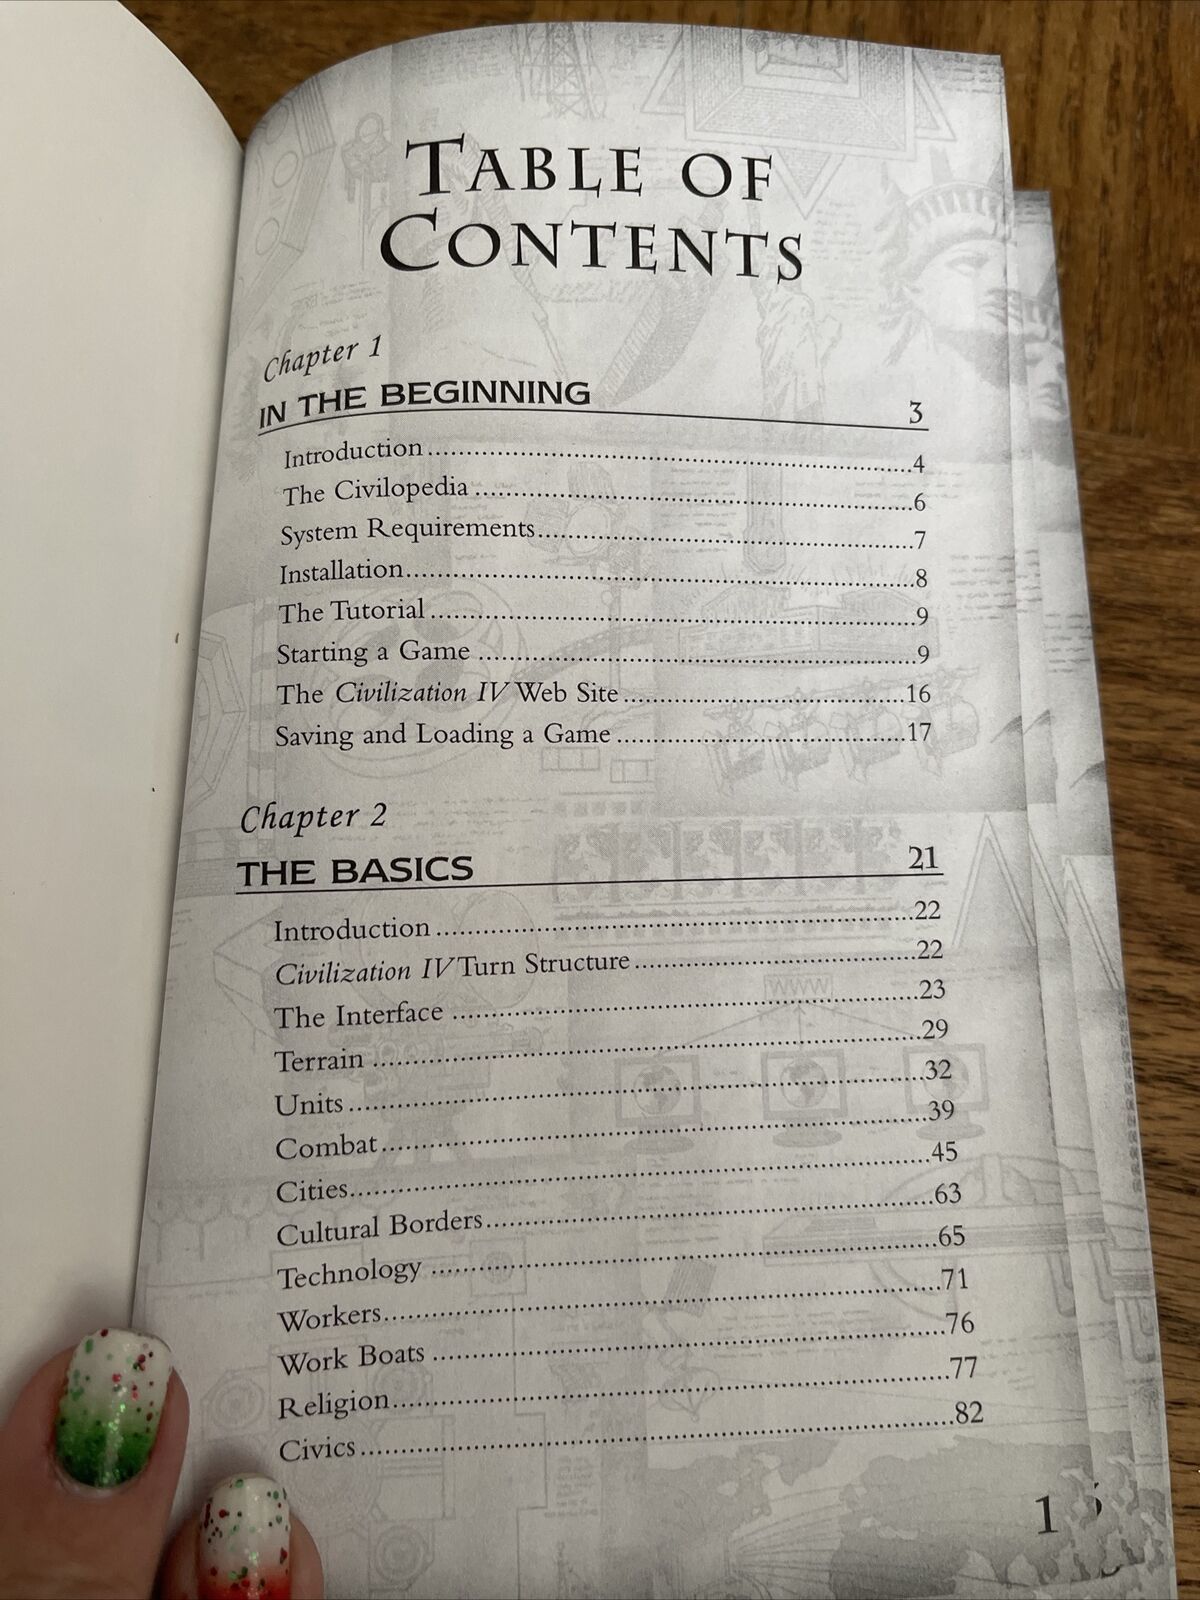 TABLE OF
CONTENTS
Chapter 1
IN THE BEGINNING 3
Introduction....................4
The Civilopedia....................6
System Requirements....................7
Installation....................8
The Tutorial....................9
Starting a Game....................9
The Civilization IV Web Site....................16
Saving and Loading a Game....................17
Chapter 2
THE BASICS 21
Introduction....................22
Civilization IV Turn Structure....................22
The Interface....................23
Terrain....................29
Units....................32
Combat....................39
Cities....................45
Cultural Borders....................63
Technology....................65
Workers....................71
Work Boats....................76
Religion....................77
Civics....................82
WWW
1